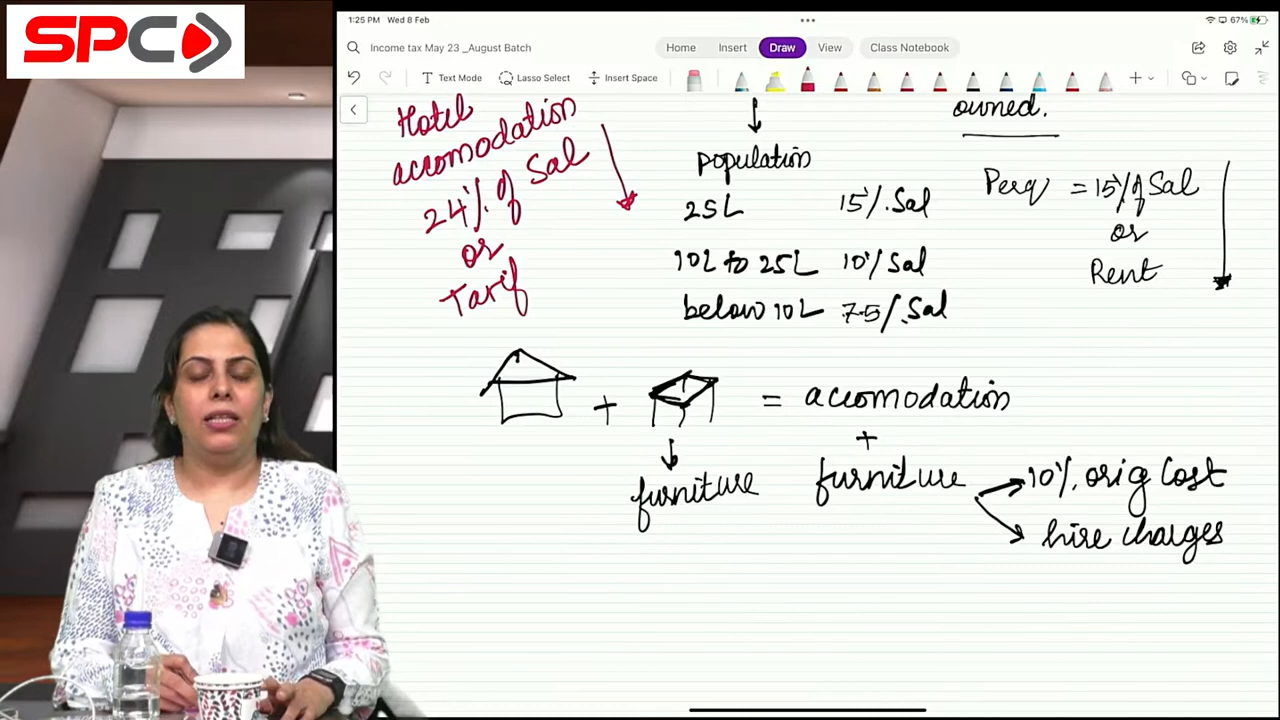 SPC
1:25 PM Wed 8 Feb
67%
Income tax May 23 _August Batch
Home Insert Draw View Class Notebook
Text Mode Lasso Select Insert Space
Hotel
accomodation
24% of Sal
or
Tarif
population
25L 15% Sal
10L to 25L 10% Sal
below 10L 7.5% Sal
owned.
Perq = 15% of Sal
or
Rent
+ = accomodation
+
furniture
furniture
10% orig Cost
hire charges